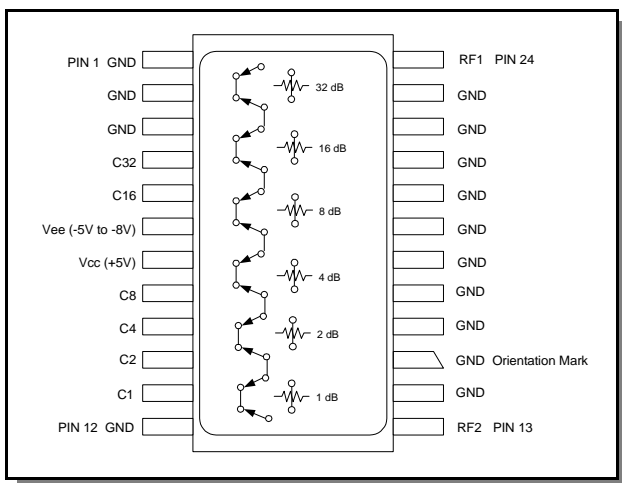 PIN 1 GND
GND
GND
C32
C16
Vee (-5V to -8V)
Vcc (+5V)
C8
C4
C2
C1
PIN 12 GND
32 dB
16 dB
8 dB
4 dB
2 dB
1 dB
RF1 PIN 24
GND
GND
GND
GND
GND
GND
GND
GND
GND Orientation Mark
GND
RF2 PIN 13